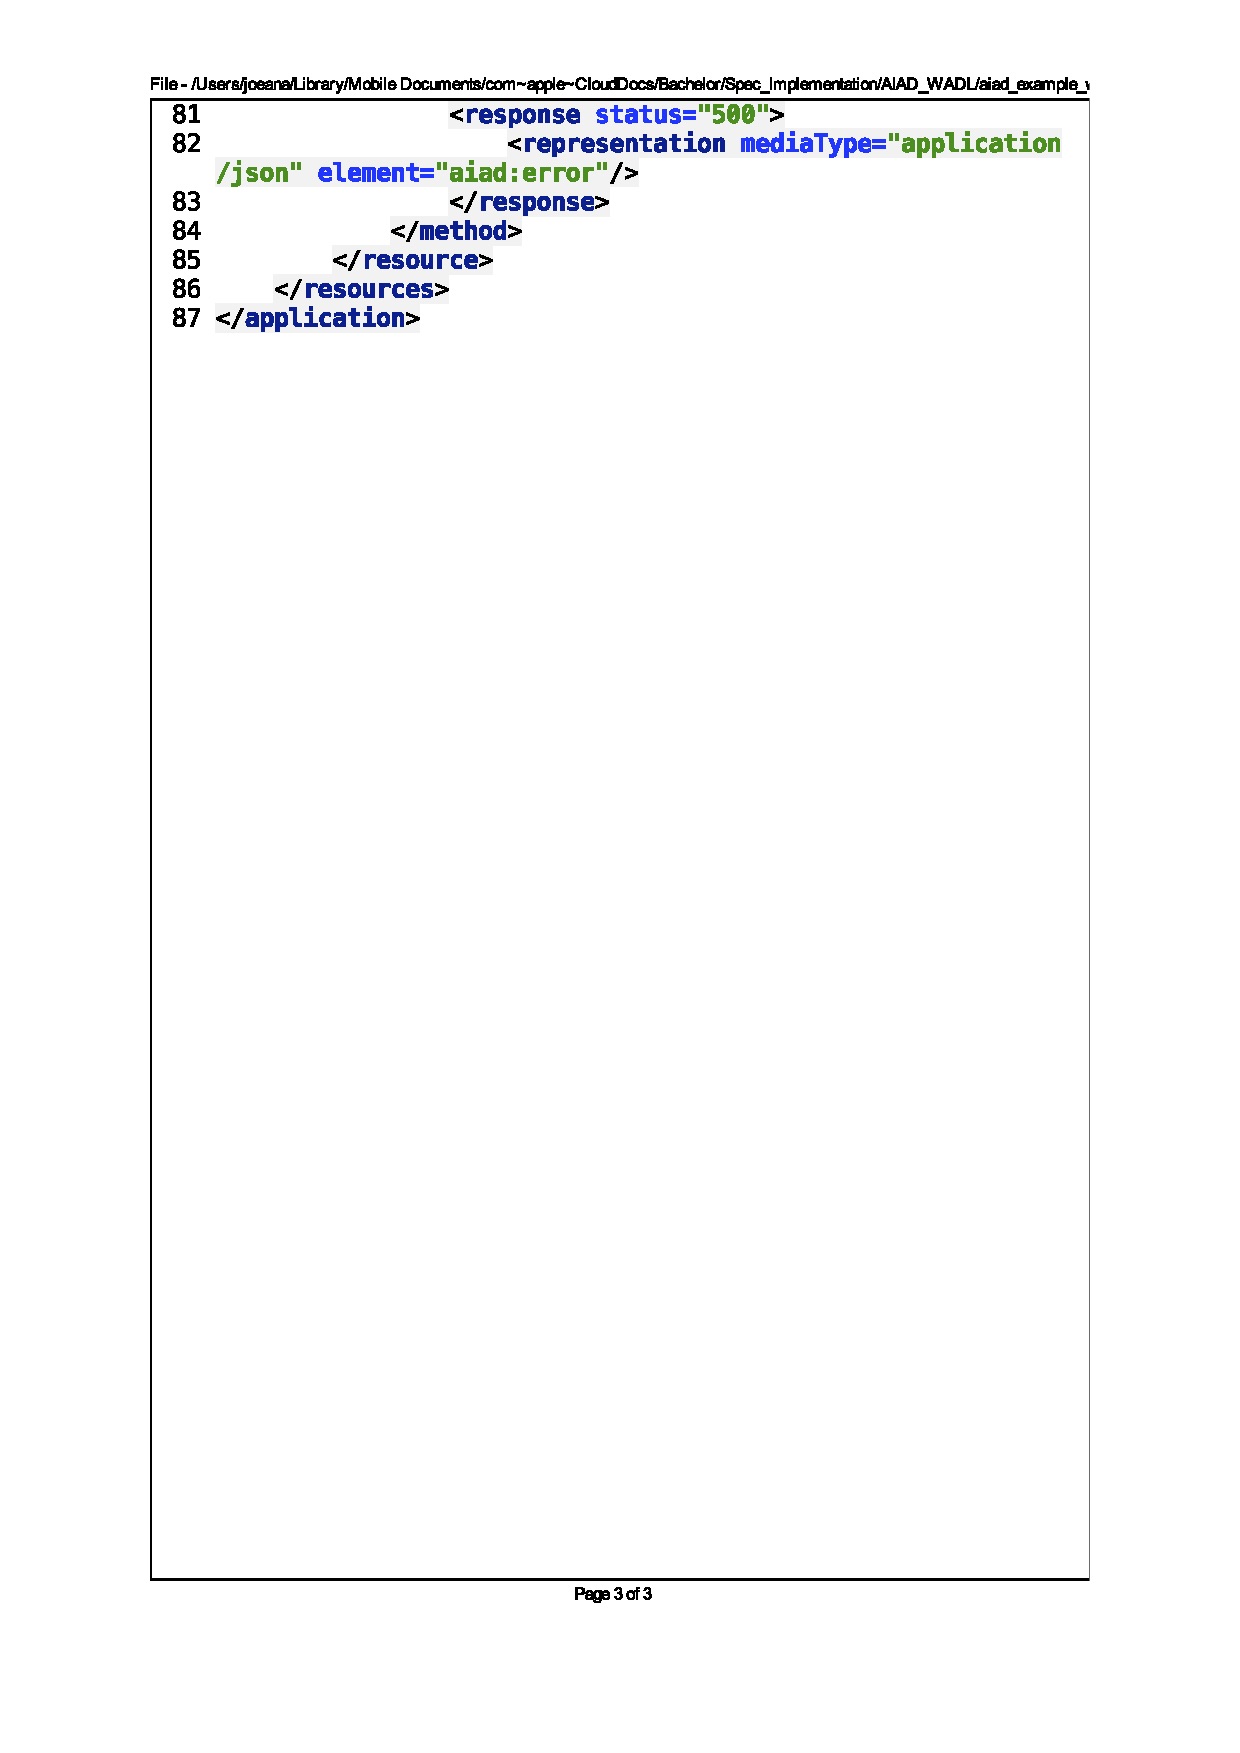 File - /Users/joeana/Library/Mobile Documents/com~apple~CloudDocs/Bachelor/Spec_Implementation/AIAD_WADL/aiad_example_
81                 <response status="500">
82                     <representation mediaType="application
/json" element="aiad:error"/>
83                 </response>
84             </method>
85         </resource>
86     </resources>
87 </application>
Page 3 of 3